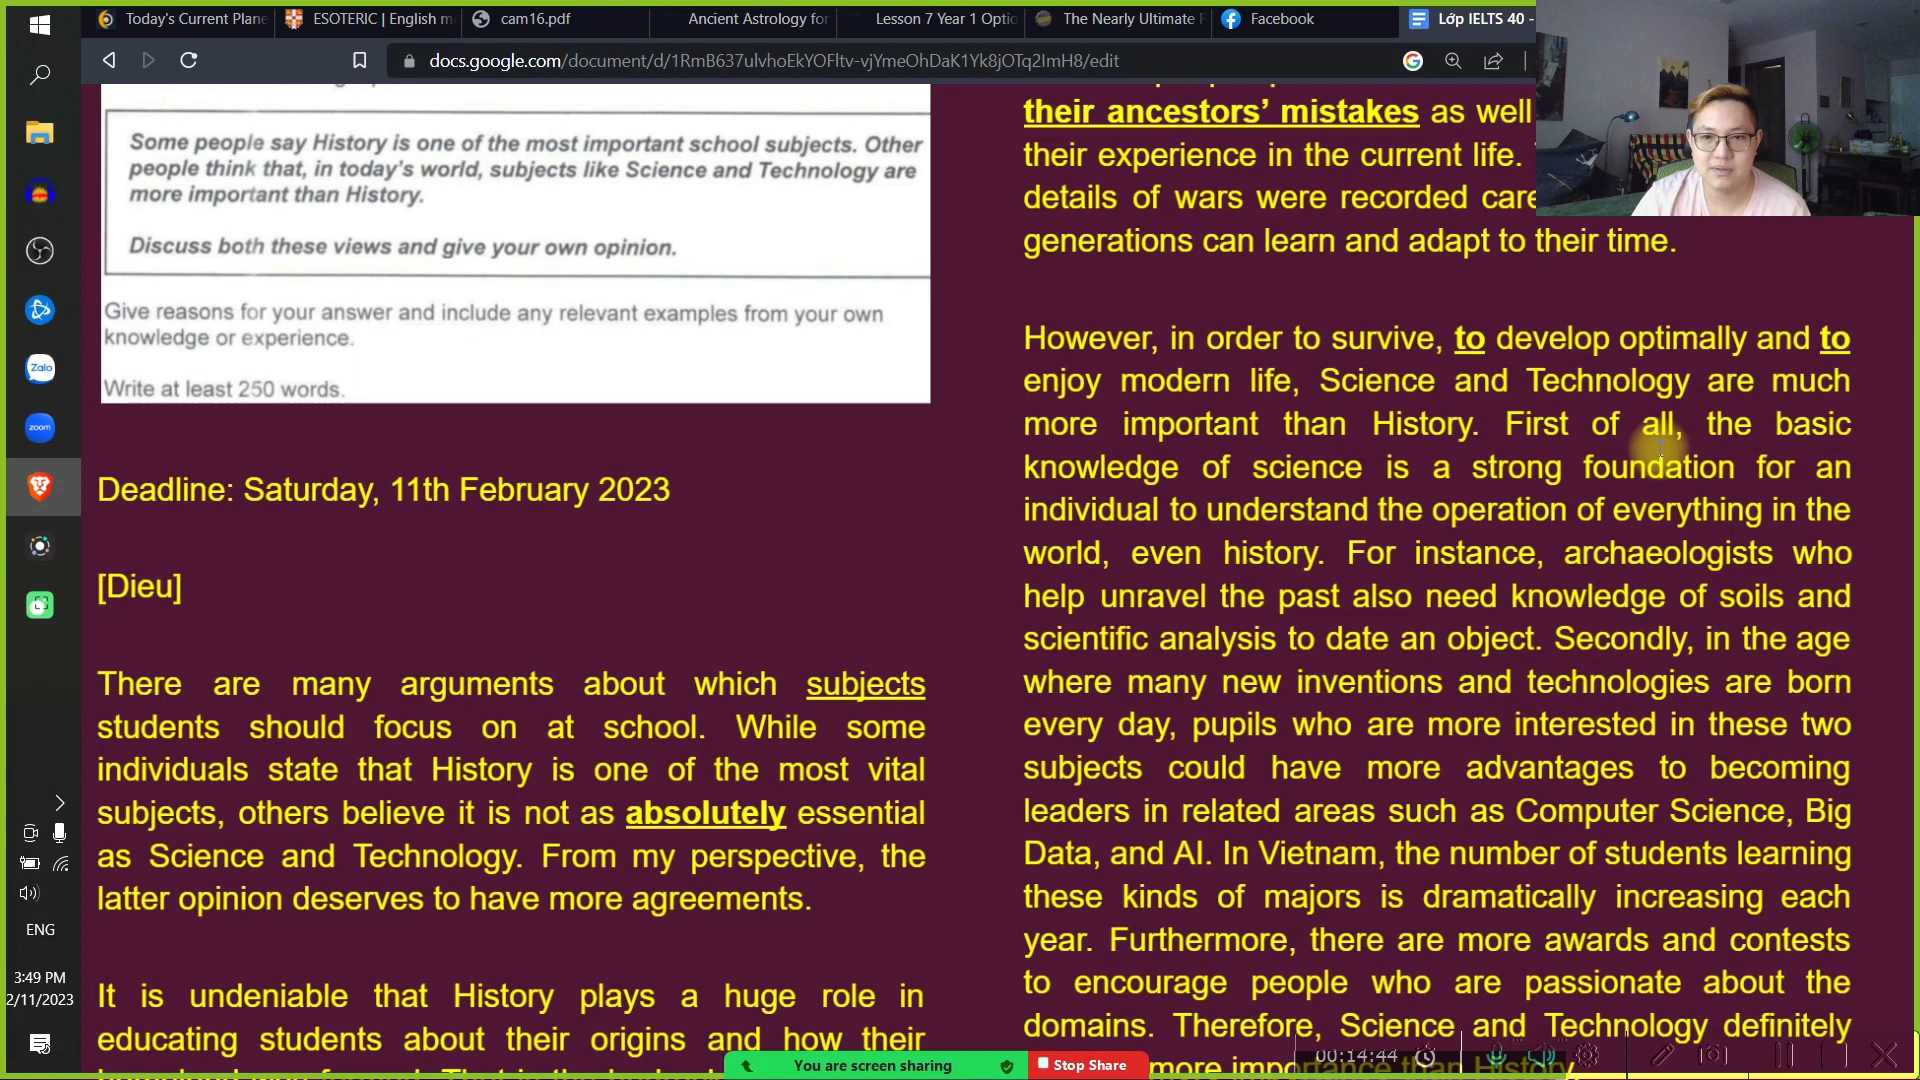 Today's Current Plane
ESOTERIC | English m
cam16.pdf
Ancient Astrology for
Lesson 7 Year 1 Optio
The Nearly Ultimate F
Facebook
Lớp IELTS 40 -
docs.google.com/document/d/1RmB637ulvhoEkYOFltv-vjYmeOhDaK1Yk8jOTq2ImH8/edit
Some people say History is one of the most important school subjects. Other
people think that, in today's world, subjects like Science and Technology are
more important than History.
Discuss both these views and give your own opinion.
Give reasons for your answer and include any relevant examples from your own
knowledge or experience.
Write at least 250 words.
Deadline: Saturday, 11th February 2023
[Dieu]
There are many arguments about which subjects
students should focus on at school. While some
individuals state that History is one of the most vital
subjects, others believe it is not as absolutely essential
as Science and Technology. From my perspective, the
latter opinion deserves to have more agreements.
It is undeniable that History plays a huge role in
educating students about their origins and how their
their ancestors' mistakes as well
their experience in the current life.
details of wars were recorded care
generations can learn and adapt to their time.
However, in order to survive, to develop optimally and to
enjoy modern life, Science and Technology are much
more important than History. First of all, the basic
knowledge of science is a strong foundation for an
individual to understand the operation of everything in the
world, even history. For instance, archaeologists who
help unravel the past also need knowledge of soils and
scientific analysis to date an object. Secondly, in the age
where many new inventions and technologies are born
every day, pupils who are more interested in these two
subjects could have more advantages to becoming
leaders in related areas such as Computer Science, Big
Data, and AI. In Vietnam, the number of students learning
these kinds of majors is dramatically increasing each
year. Furthermore, there are more awards and contests
to encourage people who are passionate about the
domains. Therefore, Science and Technology definitely
more importance than History.
Zalo
zoom
ENG
3:49 PM
2/11/2023
You are screen sharing
Stop Share
00:14:44